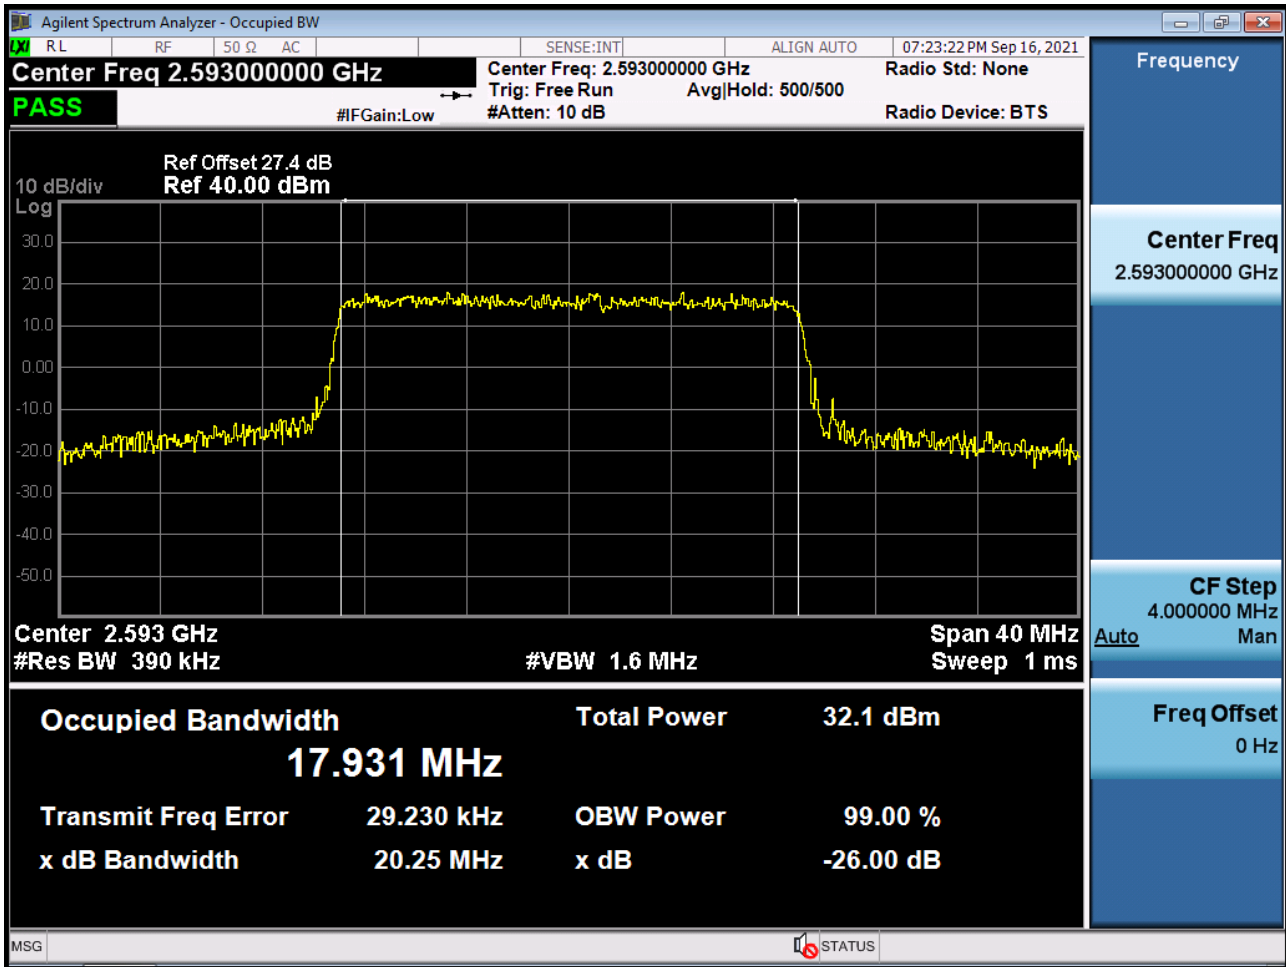 Agilent Spectrum Analyzer - Occupied BW
LXI RL RF 50 Ω AC SENSE:INT ALIGN AUTO 07:23:22 PM Sep 16, 2021
Center Freq 2.593000000 GHz
PASS
#IFGain:Low
Center Freq: 2.593000000 GHz
Trig: Free Run Avg|Hold: 500/500
#Atten: 10 dB
Radio Std: None
Radio Device: BTS
Ref Offset 27.4 dB
10 dB/div Ref 40.00 dBm
Log
30.0
20.0
10.0
0.00
-10.0
-20.0
-30.0
-40.0
-50.0
Center 2.593 GHz Span 40 MHz
#Res BW 390 kHz #VBW 1.6 MHz Sweep 1 ms
Occupied Bandwidth Total Power 32.1 dBm
17.931 MHz
Transmit Freq Error 29.230 kHz OBW Power 99.00 %
x dB Bandwidth 20.25 MHz x dB -26.00 dB
Frequency
Center Freq
2.593000000 GHz
CF Step
4.000000 MHz
Auto Man
Freq Offset
0 Hz
MSG STATUS